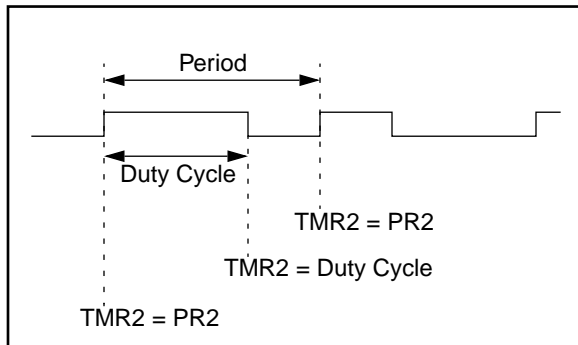 Period
Duty Cycle
TMR2 = PR2
TMR2 = Duty Cycle
TMR2 = PR2